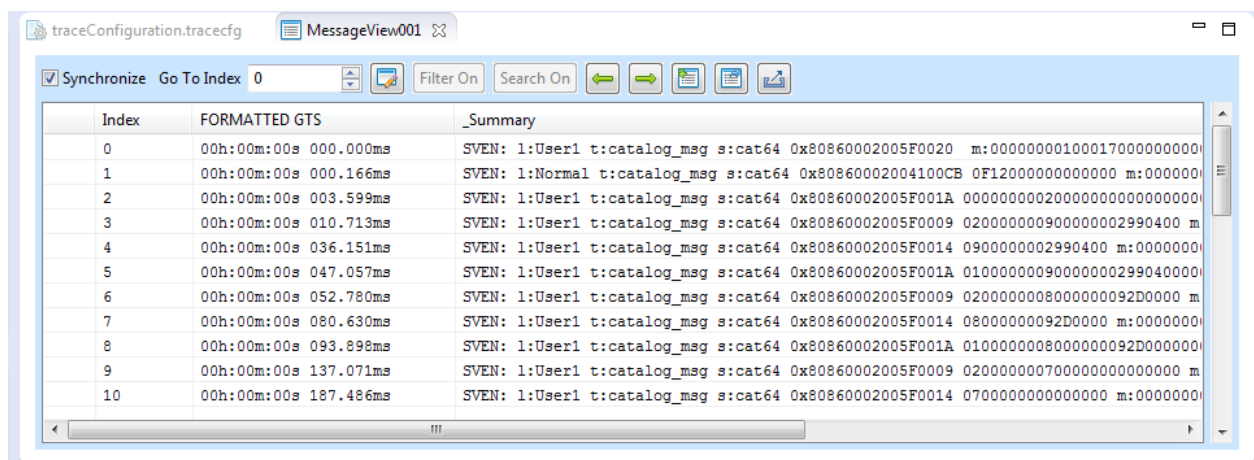 traceConfiguration.tracecfg MessageView001
Synchronize Go To Index 0 Filter On Search On
Index FORMATTED GTS _Summary
0 00h:00m:00s 000.000ms SVEN: l:User1 t:catalog_msg s:cat64 0x80860002005F0020 m:00000000100017000000000
1 00h:00m:00s 000.166ms SVEN: l:Normal t:catalog_msg s:cat64 0x80860002004100CB 0F12000000000000 m:000000
2 00h:00m:00s 003.599ms SVEN: l:User1 t:catalog_msg s:cat64 0x80860002005F001A 000000000200000000000000
3 00h:00m:00s 010.713ms SVEN: l:User1 t:catalog_msg s:cat64 0x80860002005F0009 020000000900000002990400 m
4 00h:00m:00s 036.151ms SVEN: l:User1 t:catalog_msg s:cat64 0x80860002005F0014 0900000002990400 m:0000000
5 00h:00m:00s 047.057ms SVEN: l:User1 t:catalog_msg s:cat64 0x80860002005F001A 010000000900000002990400000
6 00h:00m:00s 052.780ms SVEN: l:User1 t:catalog_msg s:cat64 0x80860002005F0009 0200000008000000092D0000 m
7 00h:00m:00s 080.630ms SVEN: l:User1 t:catalog_msg s:cat64 0x80860002005F0014 08000000092D0000 m:0000000
8 00h:00m:00s 093.898ms SVEN: l:User1 t:catalog_msg s:cat64 0x80860002005F001A 0100000008000000092D0000000
9 00h:00m:00s 137.071ms SVEN: l:User1 t:catalog_msg s:cat64 0x80860002005F0009 020000000700000000000000 m
10 00h:00m:00s 187.486ms SVEN: l:User1 t:catalog_msg s:cat64 0x80860002005F0014 0700000000000000 m:0000000